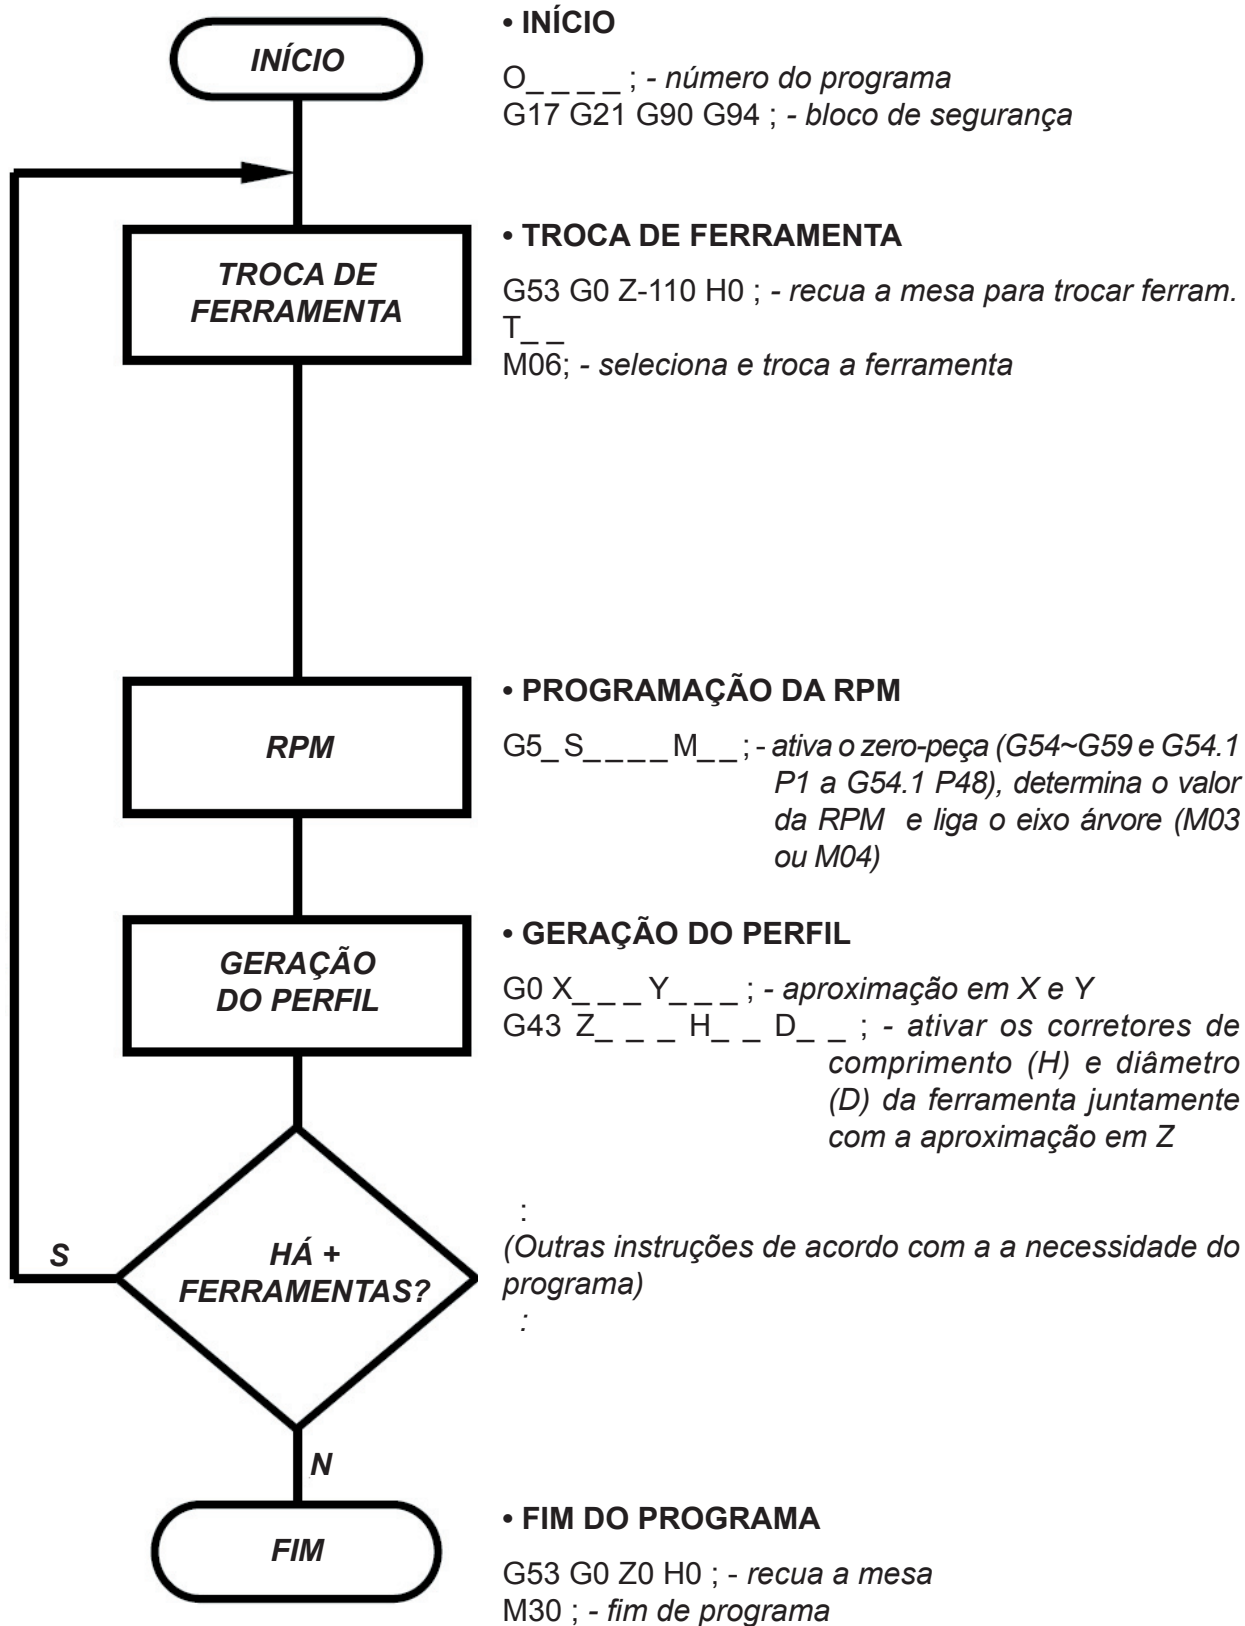 INÍCIO
• INÍCIO
O_ _ _ _ ; - número do programa
G17 G21 G90 G94 ; - bloco de segurança
TROCA DE
FERRAMENTA
• TROCA DE FERRAMENTA
G53 G0 Z-110 H0 ; - recua a mesa para trocar ferram.
T_ _
M06; - seleciona e troca a ferramenta
RPM
• PROGRAMAÇÃO DA RPM
G5_ S_ _ _ _ M_ _ ; - ativa o zero-peça (G54~G59 e G54.1
P1 a G54.1 P48), determina o valor
da RPM e liga o eixo árvore (M03
ou M04)
GERAÇÃO
DO PERFIL
• GERAÇÃO DO PERFIL
G0 X_ _ _ Y_ _ _ ; - aproximação em X e Y
G43 Z_ _ _ H_ _ D_ _ ; - ativar os corretores de
comprimento (H) e diâmetro
(D) da ferramenta juntamente
com a aproximação em Z
S
HÁ +
FERRAMENTAS?
:
(Outras instruções de acordo com a a necessidade do
programa)
:
N
FIM
• FIM DO PROGRAMA
G53 G0 Z0 H0 ; - recua a mesa
M30 ; - fim de programa